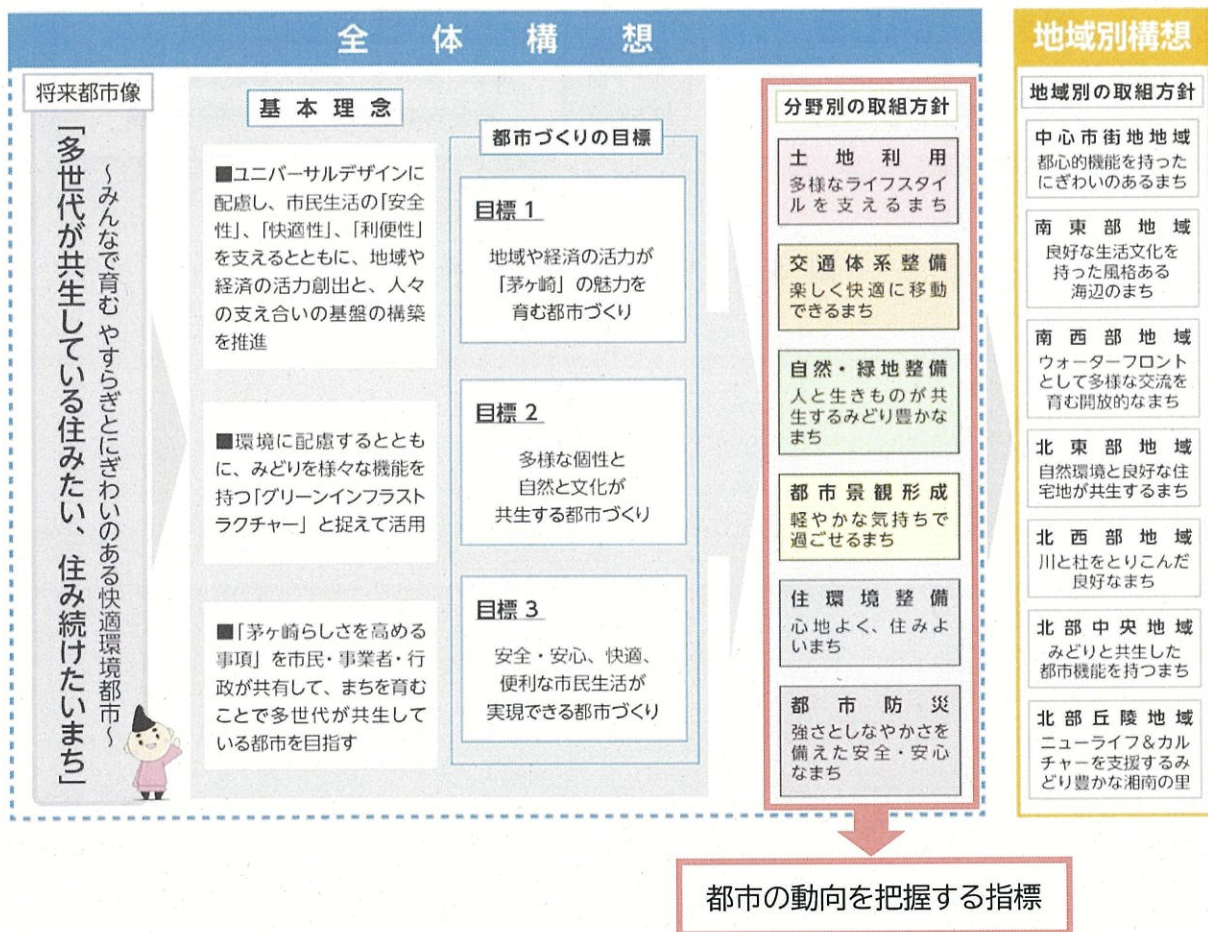 全体構想
将来都市像
「多世代が共生している住みたい、住み続けたいまち」
～みんなで育む やすらぎとにぎわいのある快適環境都市～
基本理念
■ユニバーサルデザインに
配慮し、市民生活の「安全
性」、「快適性」、「利便性」
を支えるとともに、地域や
経済の活力創出と、人々
の支え合いの基盤の構築
を推進
■環境に配慮するととも
に、みどりを様々な機能を
持つ「グリーンインフラスト
ラクチャー」と捉えて活用
■「茅ヶ崎らしさを高める
事項」を市民・事業者・行
政が共有して、まちを育む
ことで多世代が共生して
いる都市を目指す
都市づくりの目標
目標 1
地域や経済の活力が
「茅ヶ崎」の魅力を
育む都市づくり
目標 2
多様な個性と
自然と文化が
共生する都市づくり
目標 3
安全・安心、快適、
便利な市民生活が
実現できる都市づくり
分野別の取組方針
土地利用
多様なライフスタイ
ルを支えるまち
交通体系整備
楽しく快適に移動
できるまち
自然・緑地整備
人と生きものが共
生するみどり豊かな
まち
都市景観形成
軽やかな気持ちで
過ごせるまち
住環境整備
心地よく、住みよ
いまち
都市防災
強さとしなやかさを
備えた安全・安心
なまち
都市の動向を把握する指標
地域別構想
地域別の取組方針
中心市街地地域
都心的機能を持った
にぎわいのあるまち
南東部地域
良好な生活文化を
持った風格ある
海辺のまち
南西部地域
ウォーターフロント
として多様な交流を
育む開放的なまち
北東部地域
自然環境と良好な住
宅地が共生するまち
北西部地域
川と杜をとりこんだ
良好なまち
北部中央地域
みどりと共生した
都市機能を持つまち
北部丘陵地域
ニューライフ＆カル
チャーを支援するみ
どり豊かな湘南の里